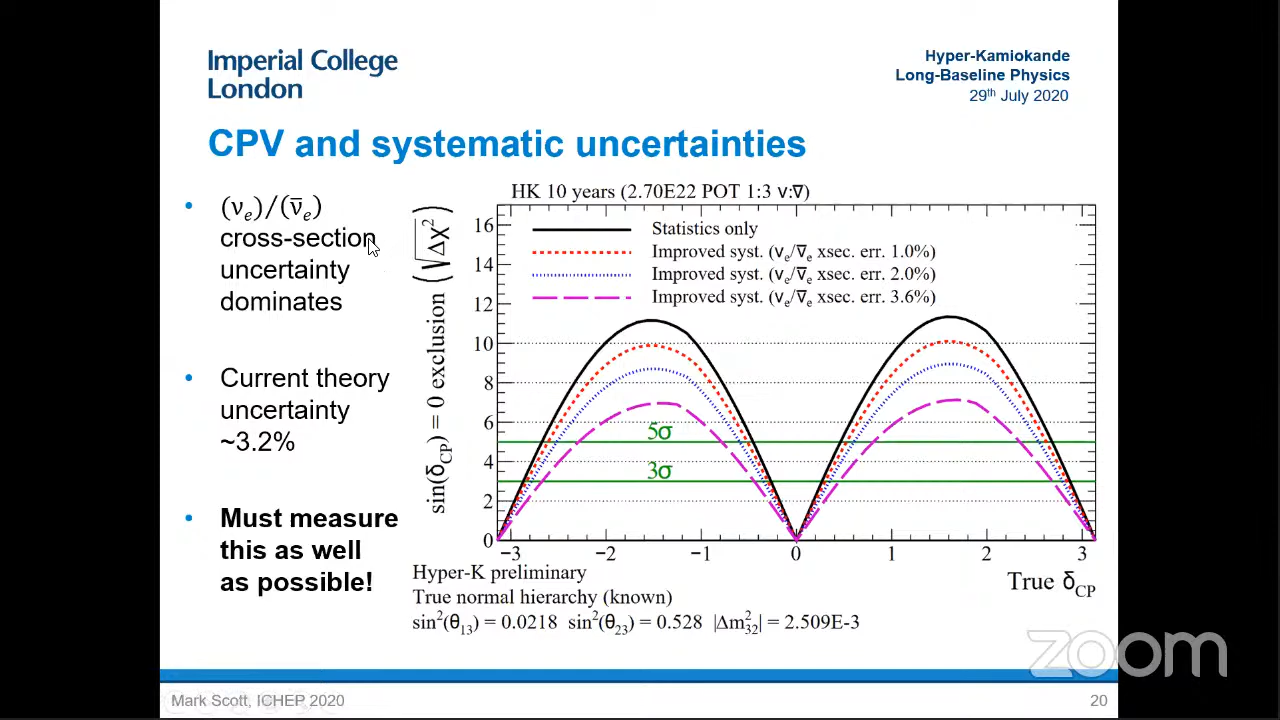 Imperial College
London
Hyper-Kamiokande
Long-Baseline Physics
29th July 2020
CPV and systematic uncertainties
• (νₑ)/(ν̅ₑ)
cross-section
uncertainty
dominates
• Current theory
uncertainty
~3.2%
• Must measure
this as well
as possible!
HK 10 years (2.70E22 POT 1:3 ν:ν̅)
sin(δCP) = 0 exclusion (√Δχ²)
16
14
12
10
8
6
4
2
0
Statistics only
Improved syst. (νₑ/ν̅ₑ xsec. err. 1.0%)
Improved syst. (νₑ/ν̅ₑ xsec. err. 2.0%)
Improved syst. (νₑ/ν̅ₑ xsec. err. 3.6%)
5σ
3σ
−3 −2 −1 0 1 2 3
True δCP
Hyper-K preliminary
True normal hierarchy (known)
sin²(θ₁₃) = 0.0218 sin²(θ₂₃) = 0.528 |Δm²₃₂| = 2.509E-3
zoom
Mark Scott, ICHEP 2020
20